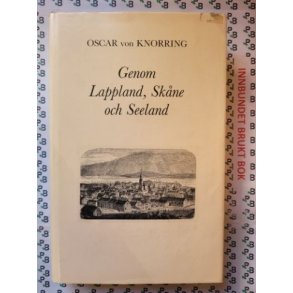 OSCAR von KNORRING
Genom
Lappland, Skåne
och Seeland
INNBUNDET BRUKT BOK